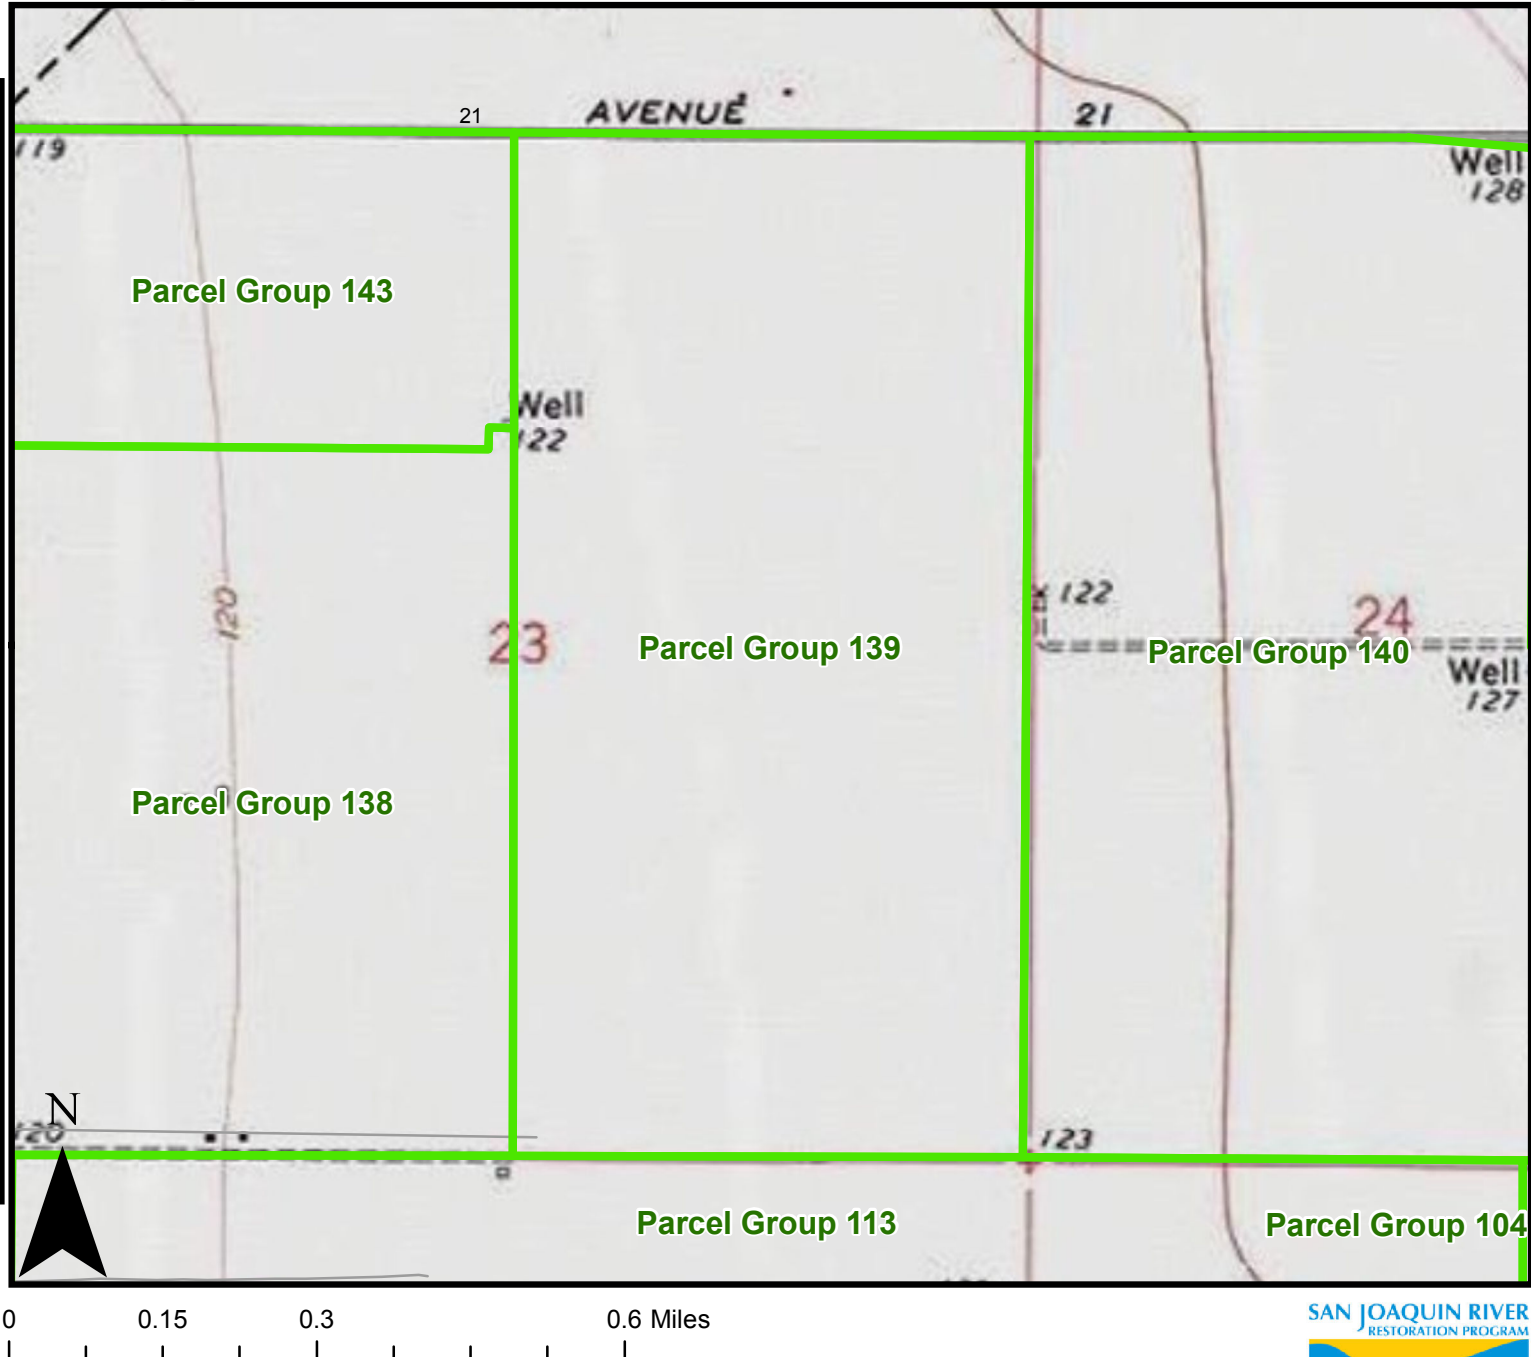 21
AVENUE
21
119
Well
128
Parcel Group 143
Well
122
120
23
Parcel Group 139
122
24
Parcel Group 140
Well
127
Parcel Group 138
N
120
123
Parcel Group 113
Parcel Group 104
0 0.15 0.3 0.6 Miles
SAN JOAQUIN RIVER
RESTORATION PROGRAM